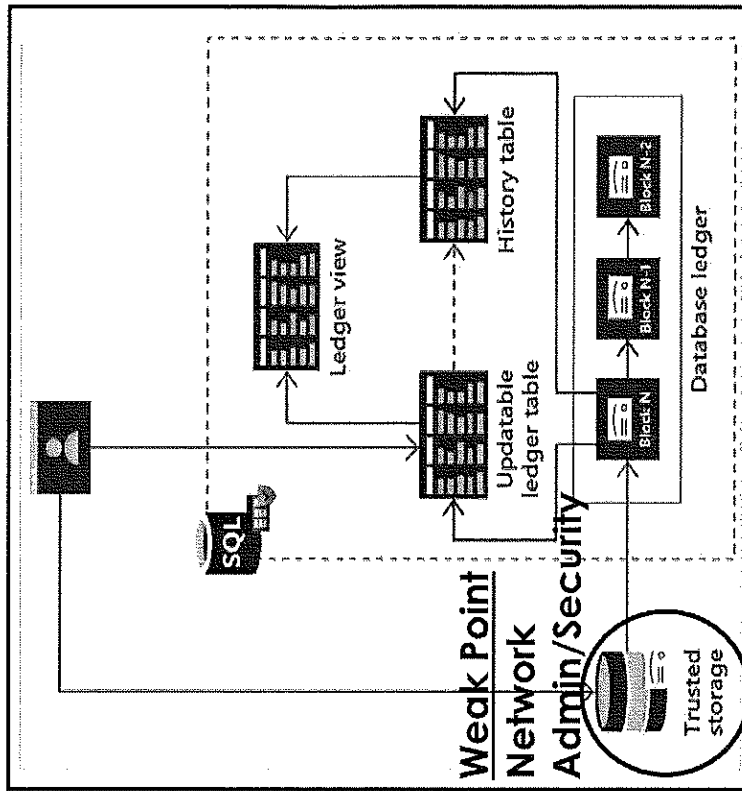 SQL
Ledger view
Updatable
ledger table
History table
Weak Point
Network
Admin/Security
Trusted
storage
Block N
Block N-1
Block N-2
Database ledger